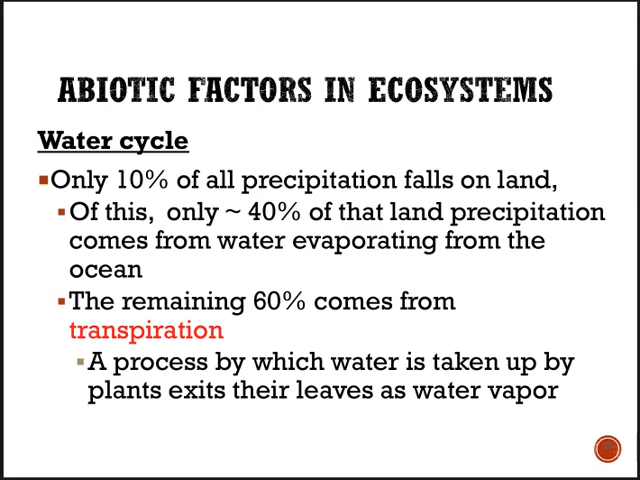 ABIOTIC FACTORS IN ECOSYSTEMS
Water cycle
▪Only 10% of all precipitation falls on land,
▪Of this, only ~ 40% of that land precipitation
comes from water evaporating from the
ocean
▪The remaining 60% comes from
transpiration
▪A process by which water is taken up by
plants exits their leaves as water vapor